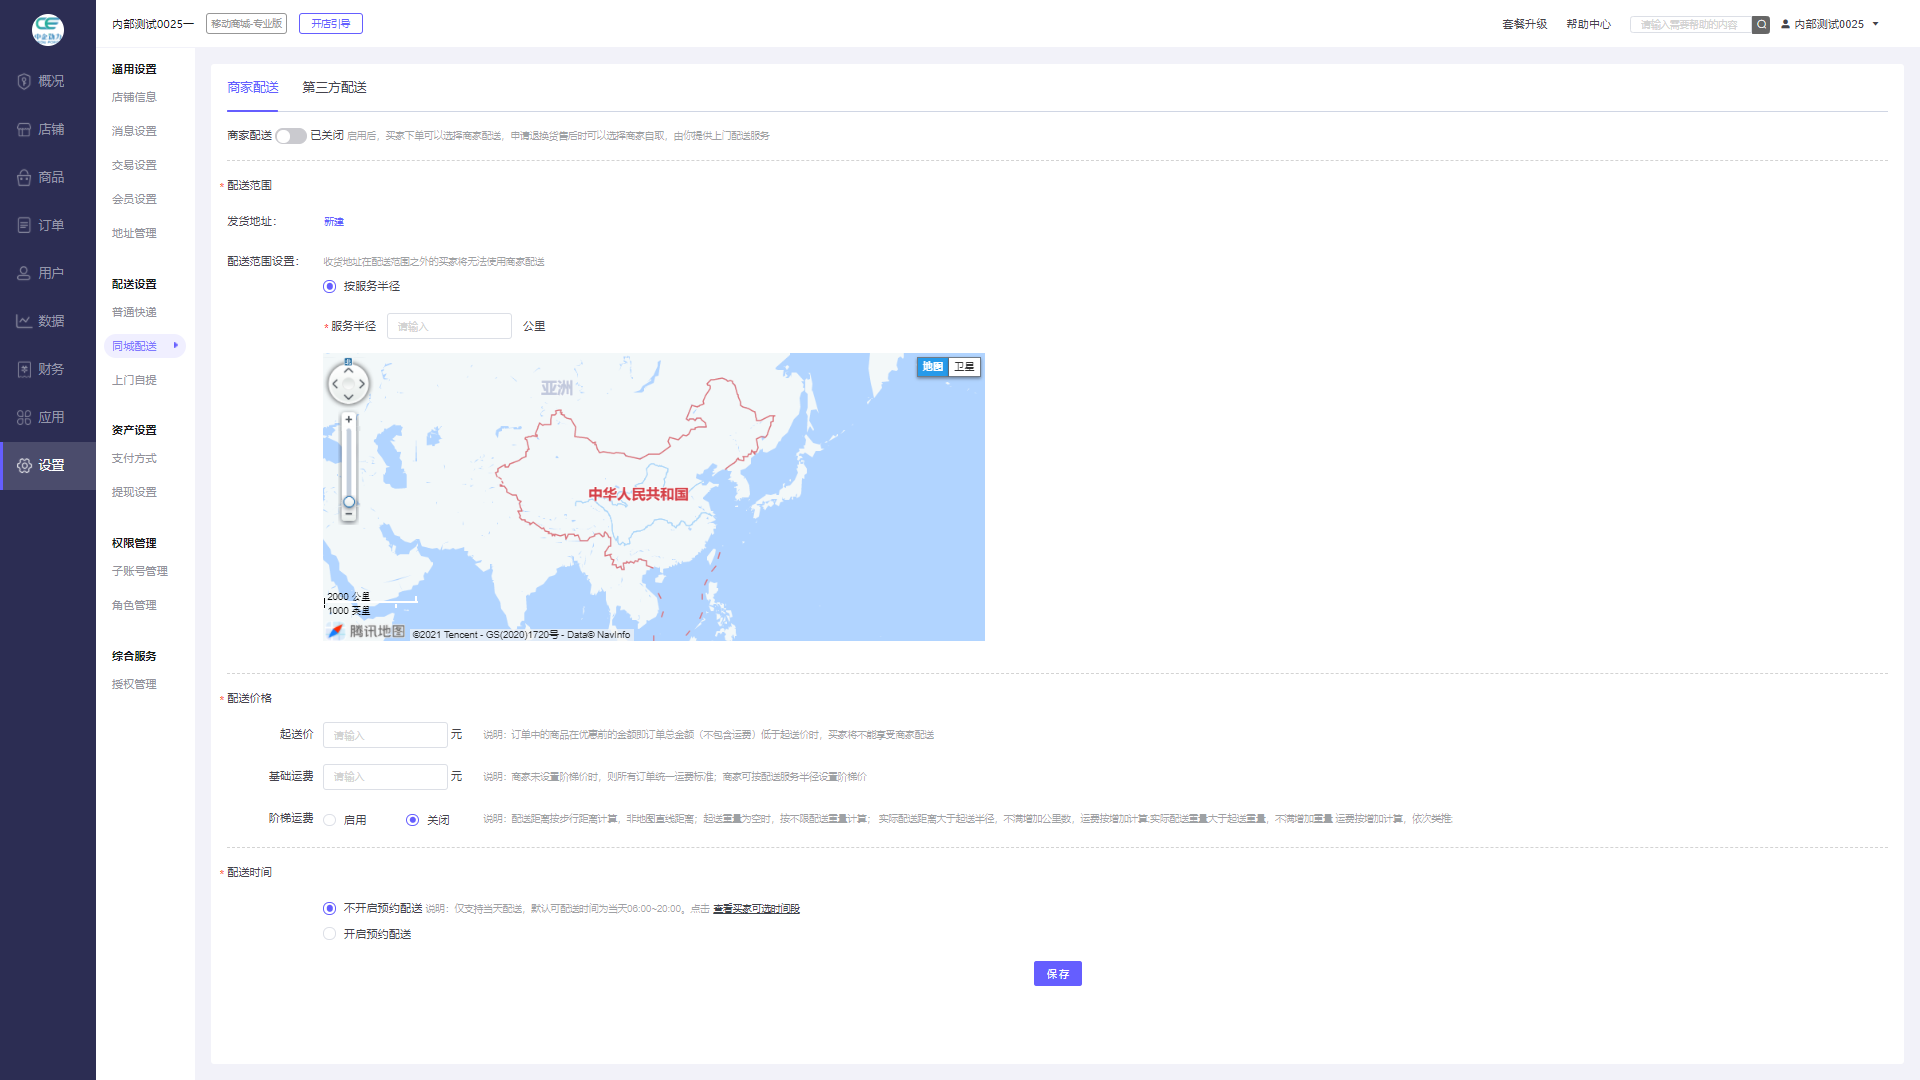 内部测试0025一 移动商城-专业版 开店引导 套餐升级 帮助中心 请输入需要帮助的内容 内部测试0025
概况
店铺
商品
订单
用户
数据
财务
应用
设置
通用设置
店铺信息
消息设置
交易设置
会员设置
地址管理
配送设置
普通快递
同城配送
上门自提
资产设置
支付方式
提现设置
权限管理
子账号管理
角色管理
综合服务
授权管理
商家配送 第三方配送
商家配送 已关闭 启用后，买家下单可以选择商家配送，申请退换货售后时可以选择商家自取，由你提供上门配送服务
* 配送范围
发货地址： 新建
配送范围设置： 收货地址在配送范围之外的买家将无法使用商家配送
按服务半径
* 服务半径 请输入 公里
北
地图 卫星
亚洲
中华人民共和国
2000 公里
1000 英里
腾讯地图 ©2021 Tencent - GS(2020)1720号 - Data© NavInfo
* 配送价格
起送价 请输入 元 说明：订单中的商品在优惠前的金额即订单总金额（不包含运费）低于起送价时，买家将不能享受商家配送
基础运费 请输入 元 说明：商家未设置阶梯价时，则所有订单统一运费标准；商家可按配送服务半径设置阶梯价
阶梯运费 启用 关闭 说明：配送距离按步行距离计算，非地图直线距离；起送重量为空时，按不限配送重量计算； 实际配送距离大于起送半径，不满增加公里数，运费按增加计算;实际配送重量大于起送重量，不满增加重量 运费按增加计算，依次类推.
* 配送时间
不开启预约配送 说明：仅支持当天配送，默认可配送时间为当天06:00~20:00。点击 查看买家可选时间段
开启预约配送
保存